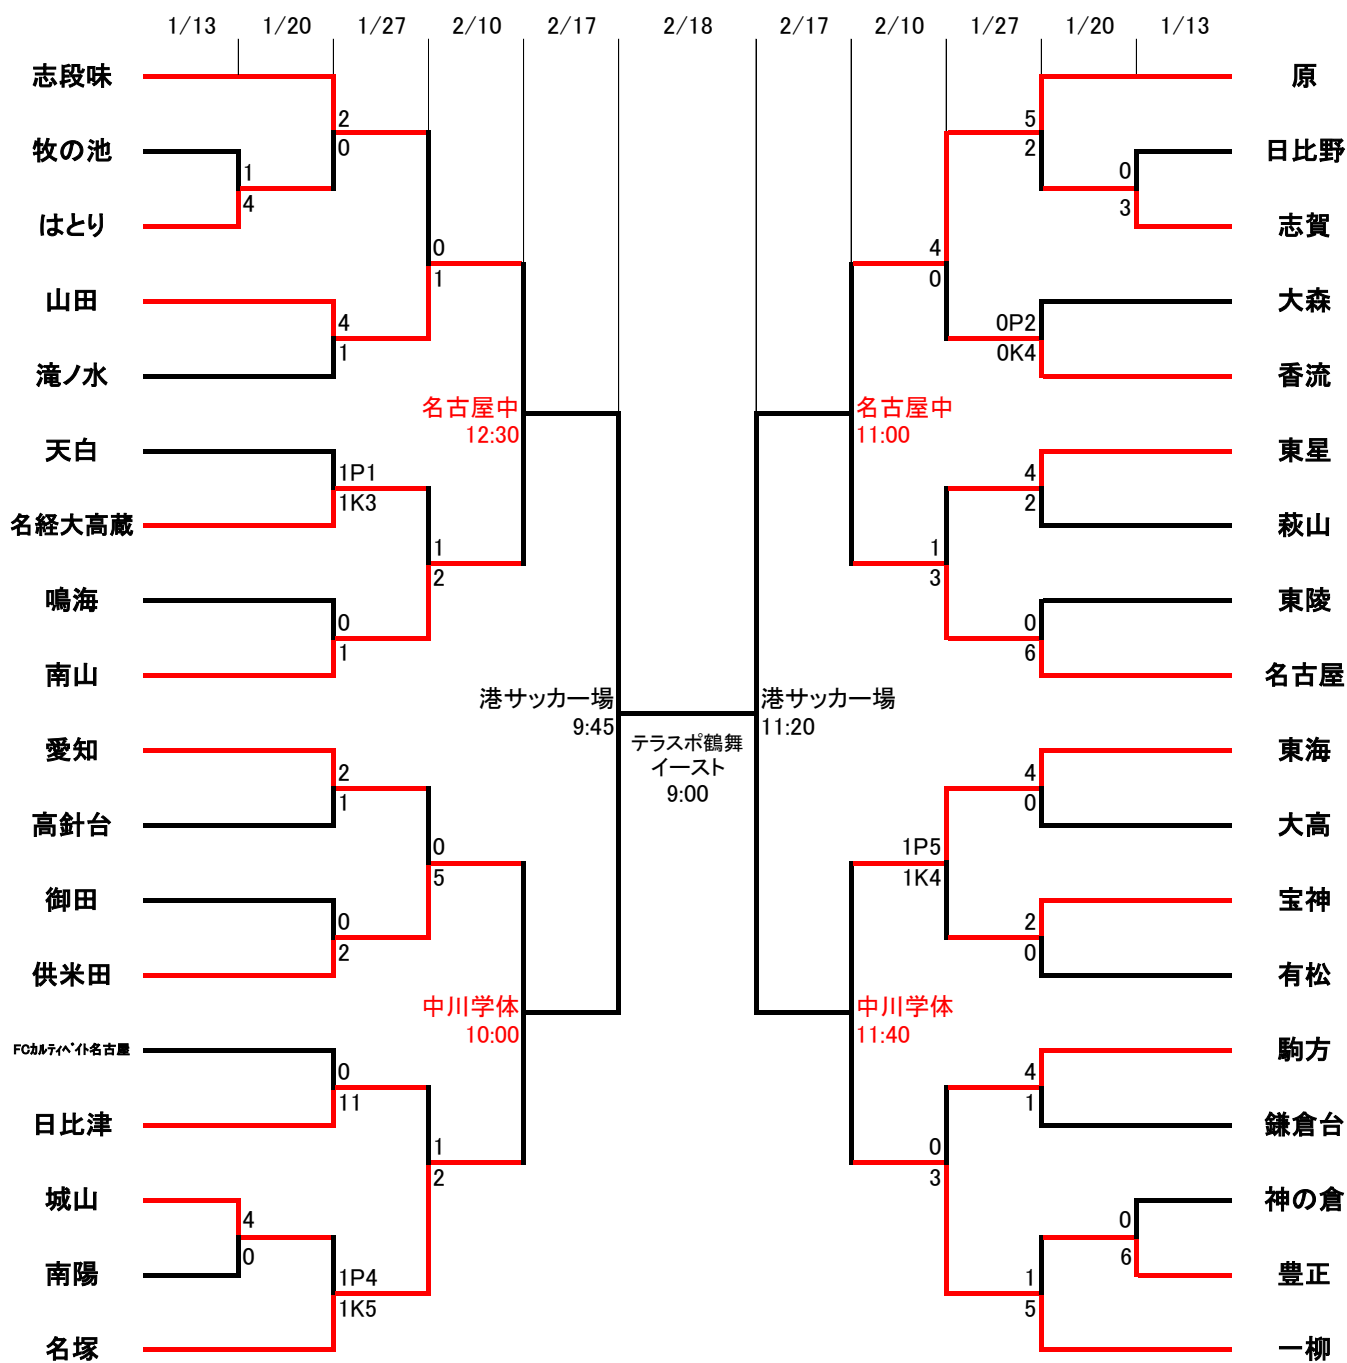 1/13 1/20 1/27 2/10 2/17 2/18 2/17 2/10 1/27 1/20 1/13
志段味
2
0
牧の池
1
4
はとり
0
1
山田
4
1
滝ノ水
名古屋中
12:30
天白
1P1
1K3
名経大高蔵
1
2
鳴海
0
1
南山
港サッカー場
9:45
愛知
2
1
高針台
0
5
御田
0
2
供米田
中川学体
10:00
FCカルティベイト名古屋
0
11
日比津
1
2
城山
4
0
南陽
1P4
1K5
名塚
テラスポ鶴舞
イースト
9:00
原
5
2
日比野
0
3
志賀
4
0
大森
0P2
0K4
香流
名古屋中
11:00
東星
4
2
萩山
1
3
東陵
0
6
名古屋
港サッカー場
11:20
東海
4
0
大高
1P5
1K4
宝神
2
0
有松
中川学体
11:40
駒方
4
1
鎌倉台
0
3
神の倉
0
6
豊正
1
5
一柳